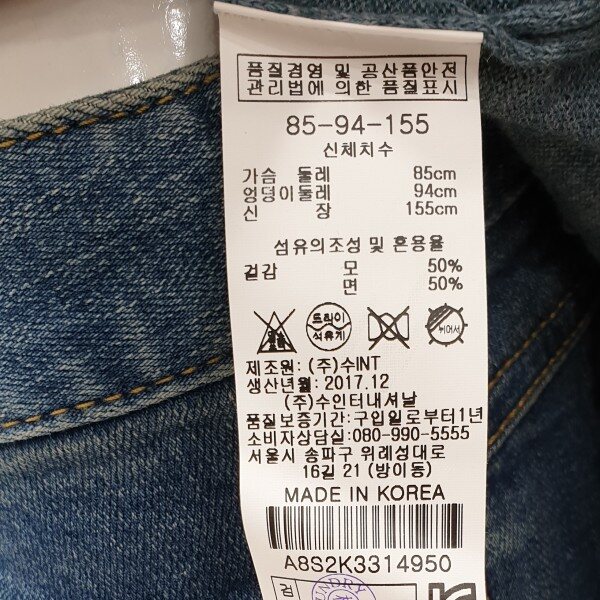 품질경영 및 공산품안전
관리법에 의한 품질표시
85-94-155
신체치수
가슴 둘레 85cm
엉덩이둘레 94cm
신 장 155cm
섬유의조성 및 혼용율
겉감 모 50%
면 50%
드라이
석유계
뉘어서
제조원: (주)수INT
생산년월: 2017.12
(주)수인터내셔날
품질보증기간:구입일로부터1년
소비자상담실:080-990-5555
서울시 송파구 위례성대로
16길 21 (방이동)
MADE IN KOREA
A8S2K3314950
검